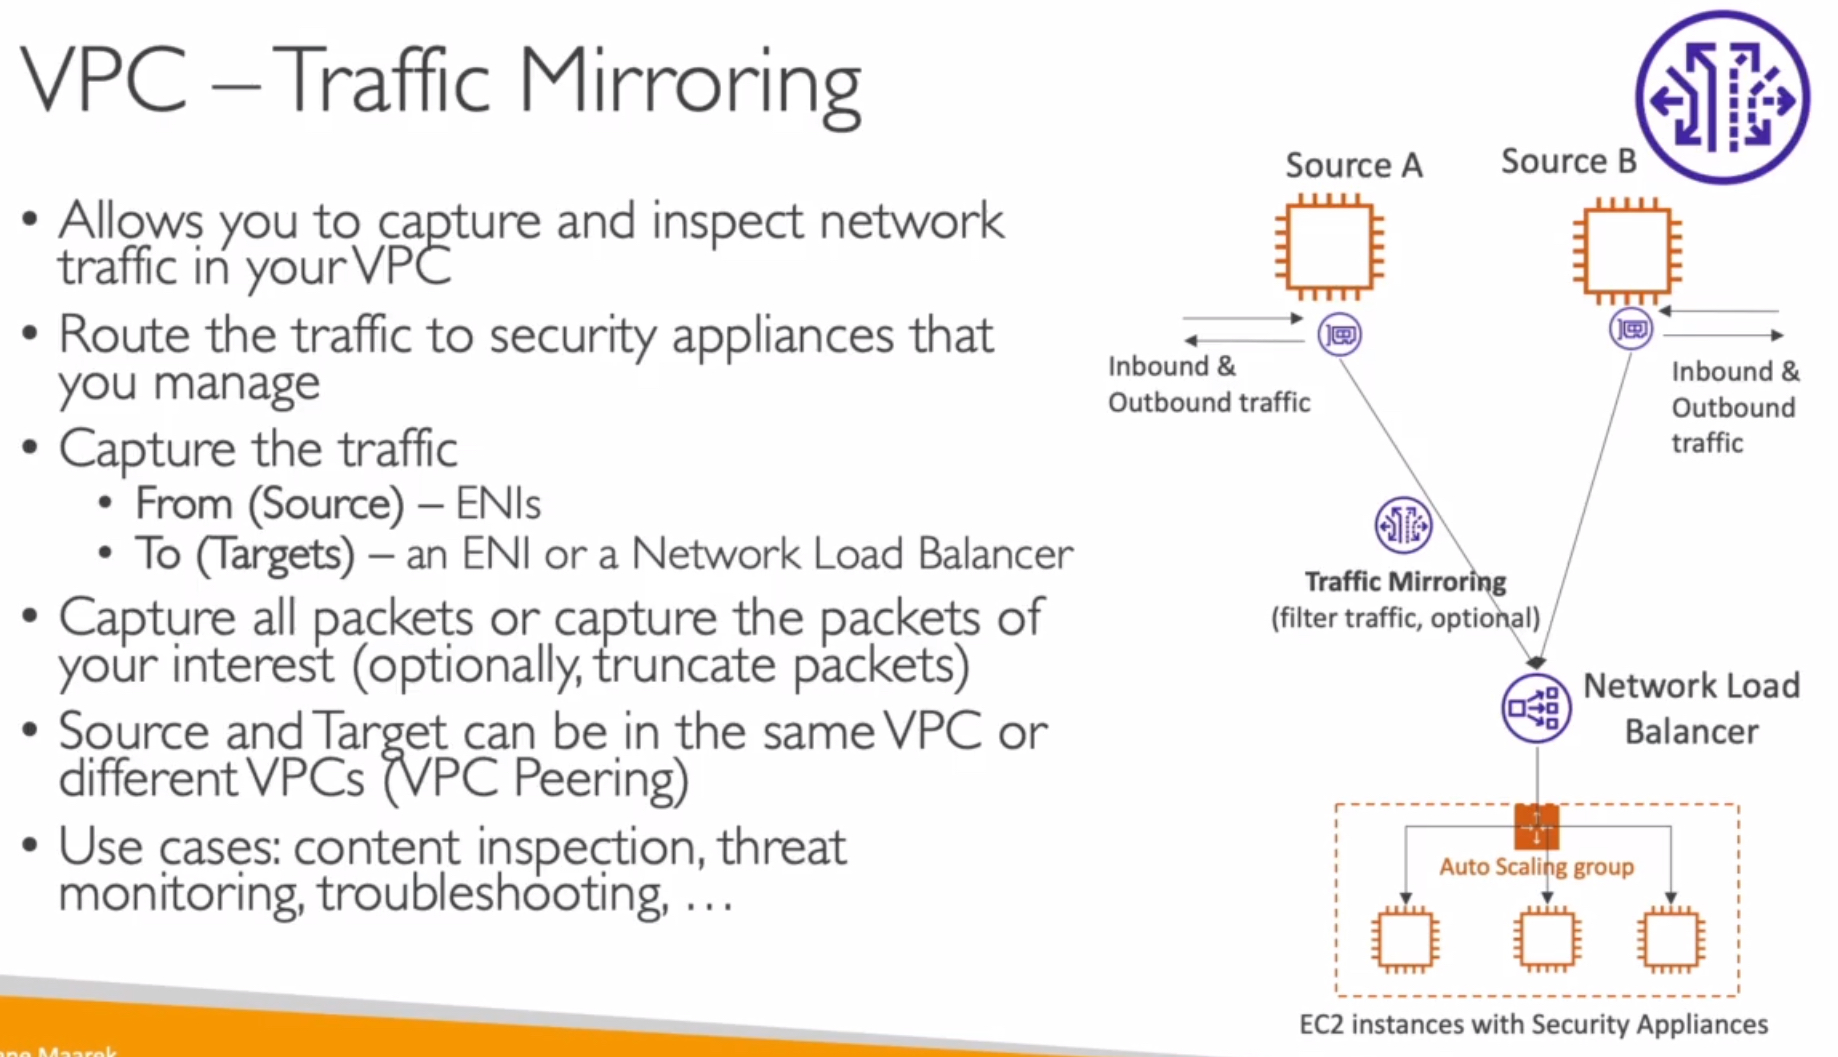 VPC – Traffic Mirroring
• Allows you to capture and inspect network
traffic in your VPC
• Route the traffic to security appliances that
you manage
• Capture the traffic
• From (Source) – ENIs
• To (Targets) – an ENI or a Network Load Balancer
• Capture all packets or capture the packets of
your interest (optionally, truncate packets)
• Source and Target can be in the same VPC or
different VPCs (VPC Peering)
• Use cases: content inspection, threat
monitoring, troubleshooting, …
Source A
Source B
Inbound &
Outbound traffic
Inbound &
Outbound
traffic
Traffic Mirroring
(filter traffic, optional)
Network Load
Balancer
Auto Scaling group
EC2 instances with Security Appliances
Maarek